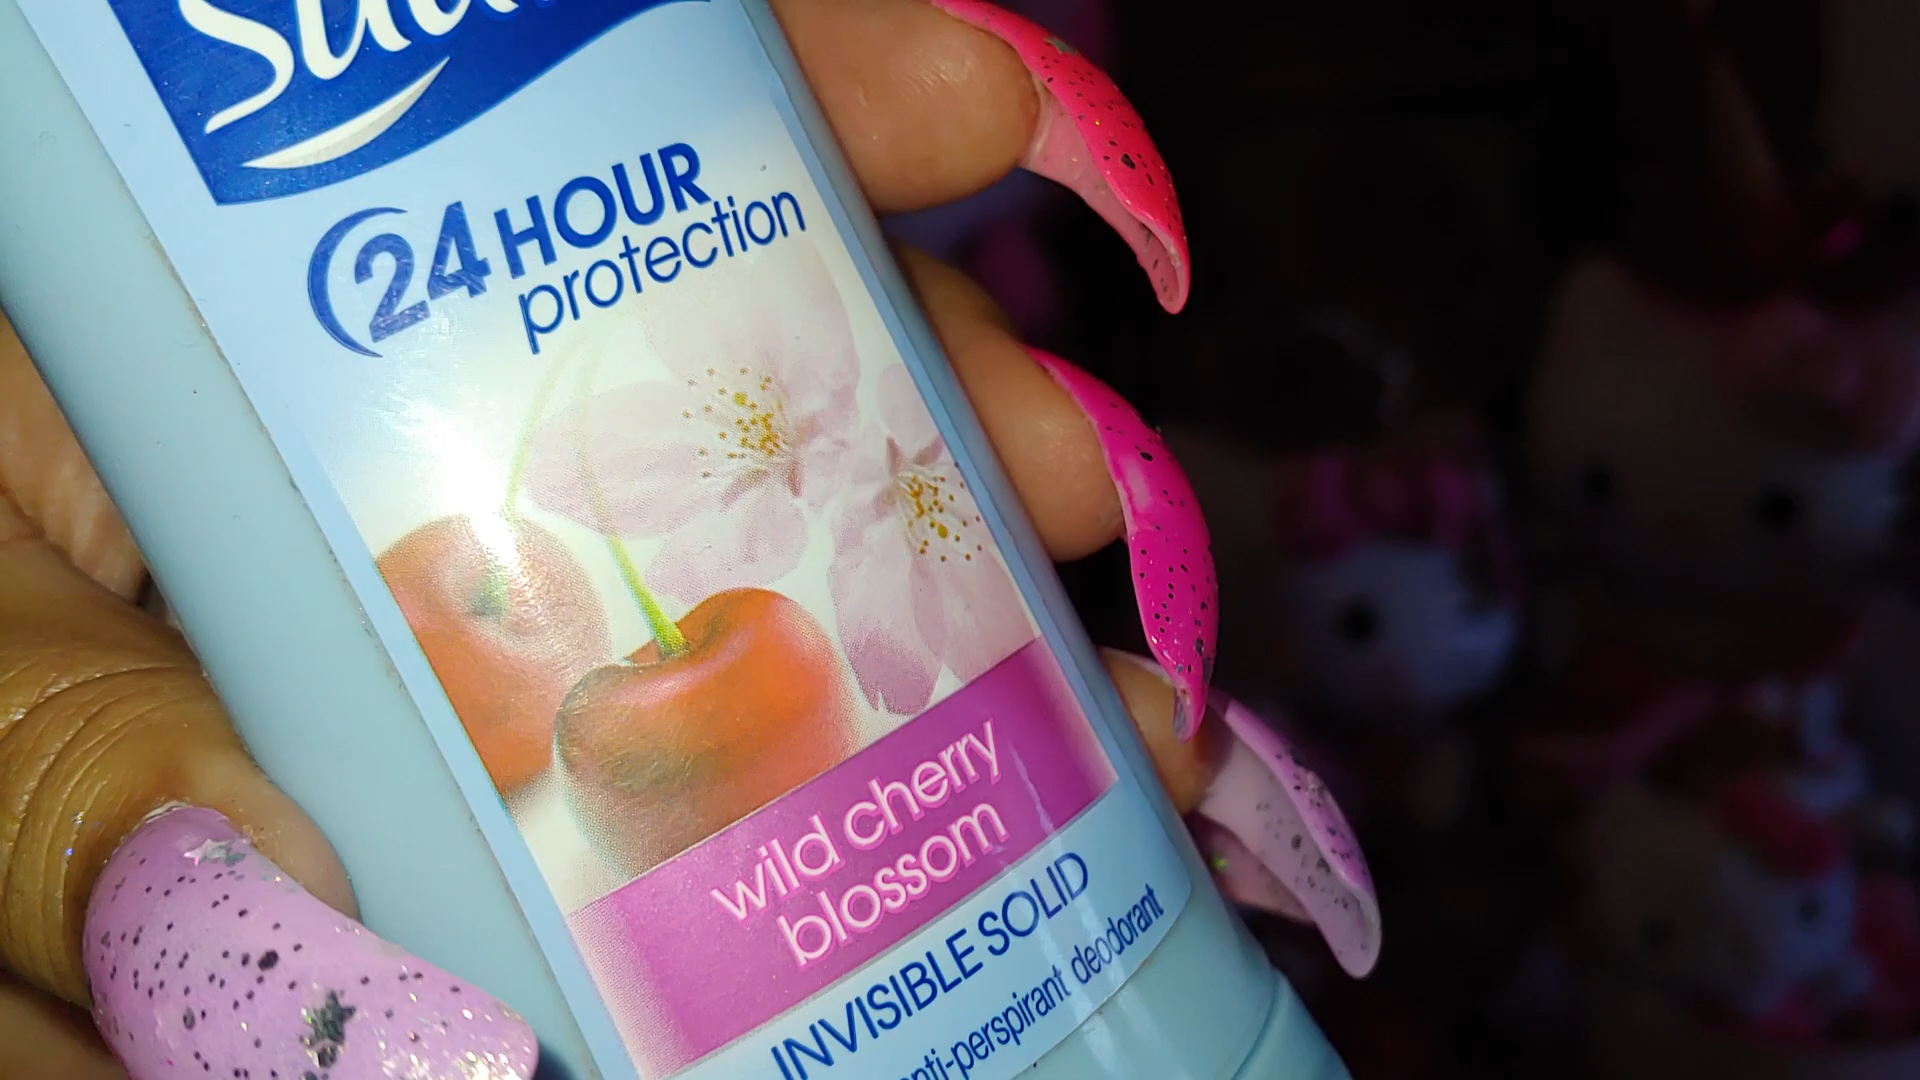 24 HOUR
protection
wild cherry
blossom
INVISIBLE SOLID
anti-perspirant deodorant